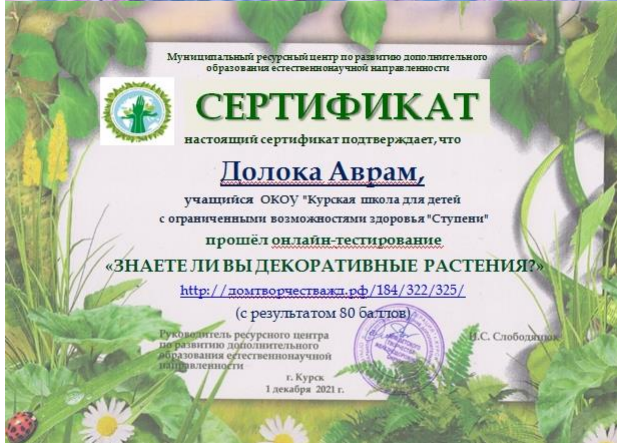 Муниципальный ресурсный центр по развитию дополнительного
образования естественнонаучной направленности
СЕРТИФИКАТ
настоящий сертификат подтверждает, что
Долока Аврам,
учащийся ОКОУ "Курская школа для детей
с ограниченными возможностями здоровья "Ступени"
прошёл онлайн-тестирование
«ЗНАЕТЕ ЛИ ВЫ ДЕКОРАТИВНЫЕ РАСТЕНИЯ?»
http://домтворчестважд.рф/184/322/325/
(с результатом 80 баллов)
Руководитель ресурсного центра
по развитию дополнительного
образования естественнонаучной
направленности
Н.С. Слободянюк
г. Курск
1 декабря 2021 г.